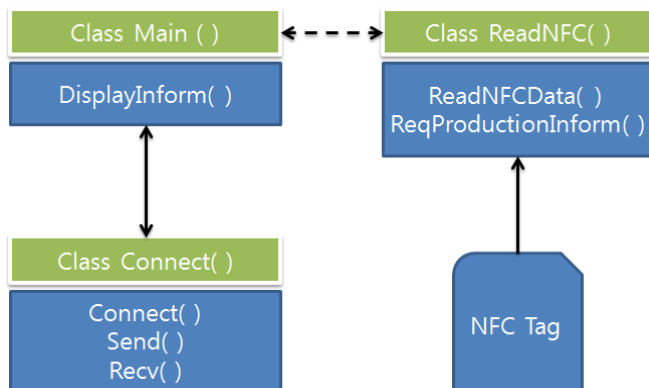 Class Main ( )
DisplayInform( )
Class ReadNFC( )
ReadNFCData( )
ReqProductionInform( )
Class Connect( )
Connect( )
Send( )
Recv( )
NFC Tag